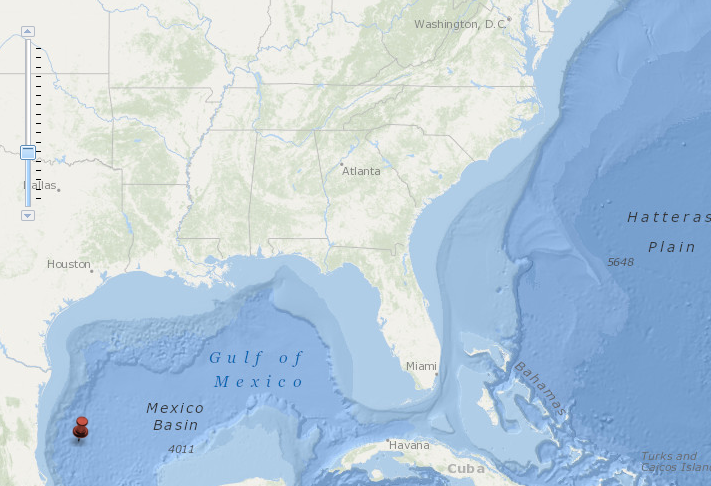 Washington, D.C.
Dallas
Atlanta
Hatteras
Plain
5648
Houston
Gulf of
Mexico
Miami
Bahamas
Mexico
Basin
4011
Havana
Cuba
Turks and
Caicos Islan